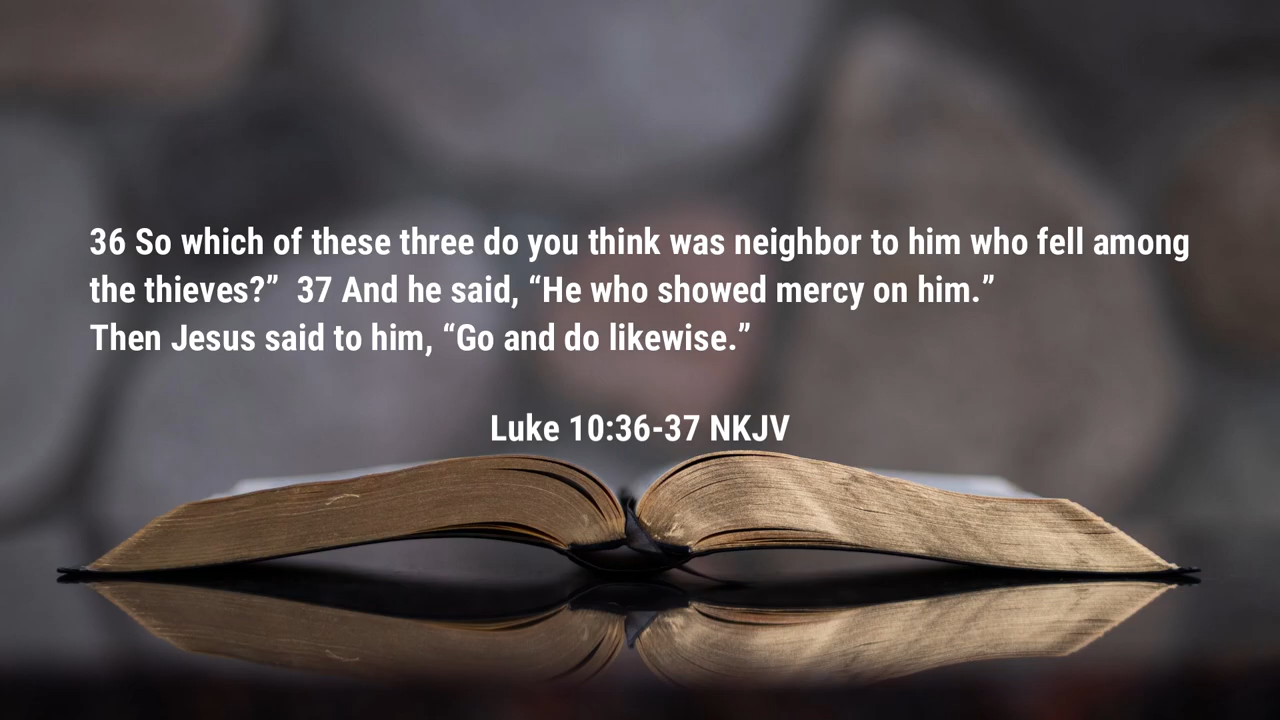 36 So which of these three do you think was neighbor to him who fell among
the thieves?”  37 And he said, “He who showed mercy on him.”
Then Jesus said to him, “Go and do likewise.”
Luke 10:36-37 NKJV